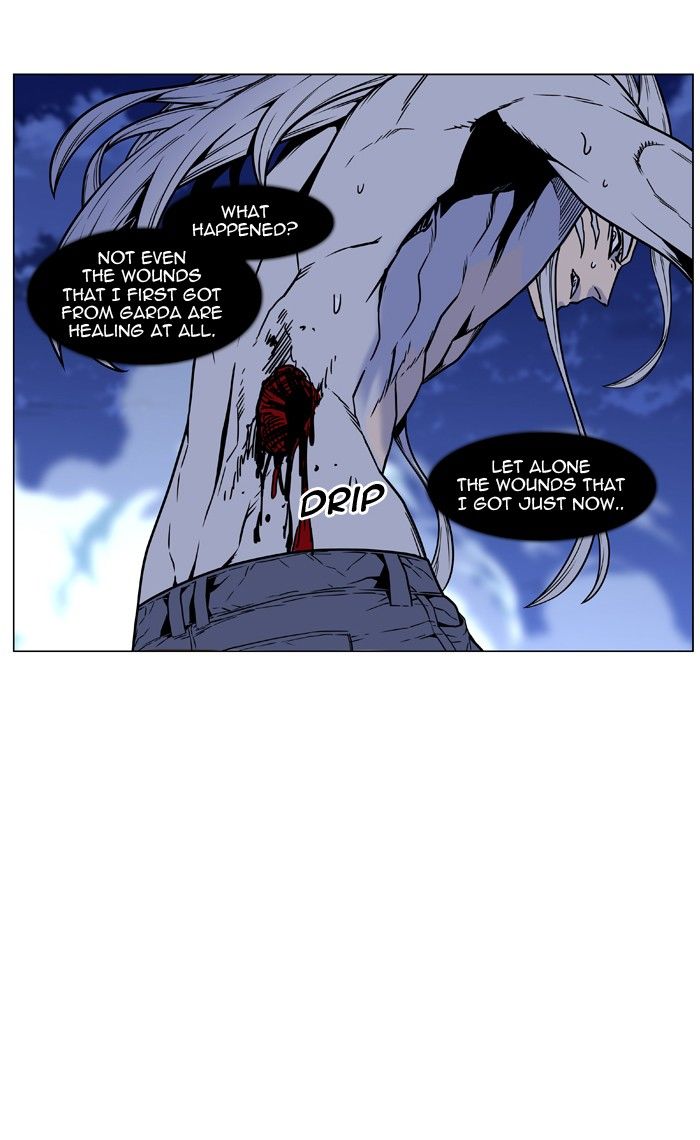 WHAT
HAPPENED?
NOT EVEN
THE WOUNDS
THAT I FIRST GOT
FROM GARDA ARE
HEALING AT ALL.
DRIP
LET ALONE
THE WOUNDS THAT
I GOT JUST NOW..